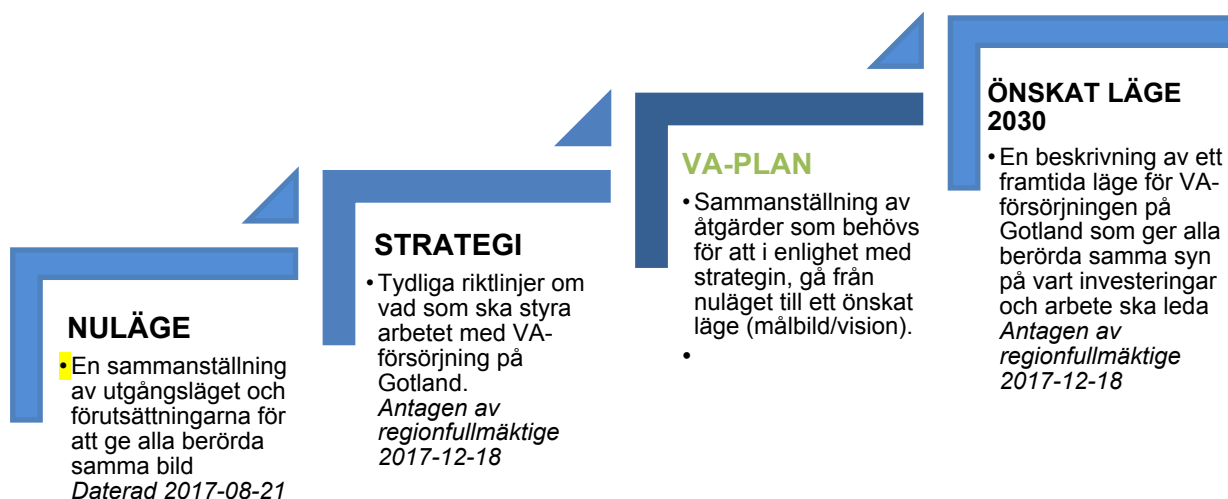 NULÄGE
•En sammanställning
av utgångsläget och
förutsättningarna för
att ge alla berörda
samma bild
Daterad 2017-08-21
STRATEGI
•Tydliga riktlinjer om
vad som ska styra
arbetet med VA-
försörjning på
Gotland.
Antagen av
regionfullmäktige
2017-12-18
VA-PLAN
•Sammanställning av
åtgärder som behövs
för att i enlighet med
strategin, gå från
nuläget till ett önskat
läge (målbild/vision).
•
ÖNSKAT LÄGE
2030
•En beskrivning av ett
framtida läge för VA-
försörjningen på
Gotland som ger alla
berörda samma syn
på vart investeringar
och arbete ska leda
Antagen av
regionfullmäktige
2017-12-18